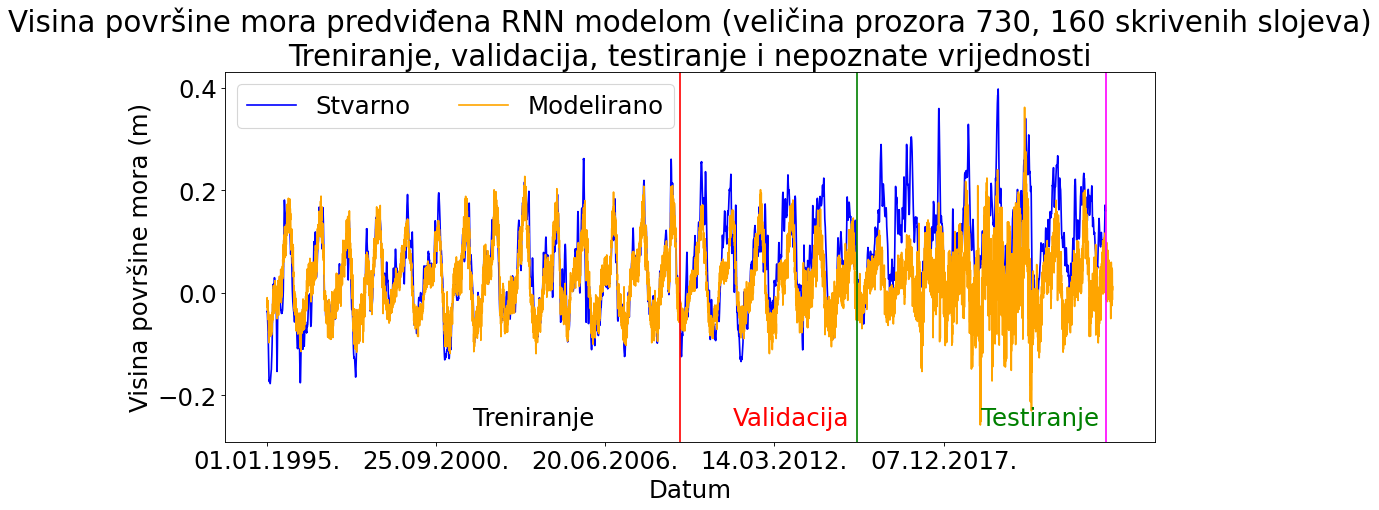 Visina površine mora predviđena RNN modelom (veličina prozora 730, 160 skrivenih slojeva)
Treniranje, validacija, testiranje i nepoznate vrijednosti
Stvarno
Modelirano
Visina površine mora (m)
0.4
0.2
0.0
−0.2
Treniranje
Validacija
Testiranje
01.01.1995.
25.09.2000.
20.06.2006.
14.03.2012.
07.12.2017.
Datum